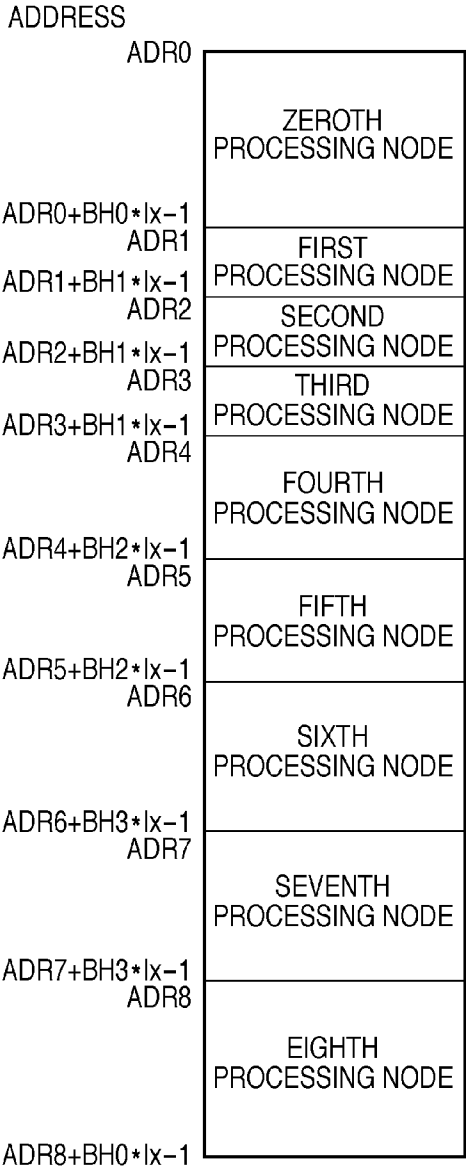 ADDRESS
ADR0
ZEROTH
PROCESSING NODE
ADR0+BH0*Ix−1
ADR1
FIRST
PROCESSING NODE
ADR1+BH1*Ix−1
ADR2
SECOND
PROCESSING NODE
ADR2+BH1*Ix−1
ADR3
THIRD
PROCESSING NODE
ADR3+BH1*Ix−1
ADR4
FOURTH
PROCESSING NODE
ADR4+BH2*Ix−1
ADR5
FIFTH
PROCESSING NODE
ADR5+BH2*Ix−1
ADR6
SIXTH
PROCESSING NODE
ADR6+BH3*Ix−1
ADR7
SEVENTH
PROCESSING NODE
ADR7+BH3*Ix−1
ADR8
EIGHTH
PROCESSING NODE
ADR8+BH0*Ix−1